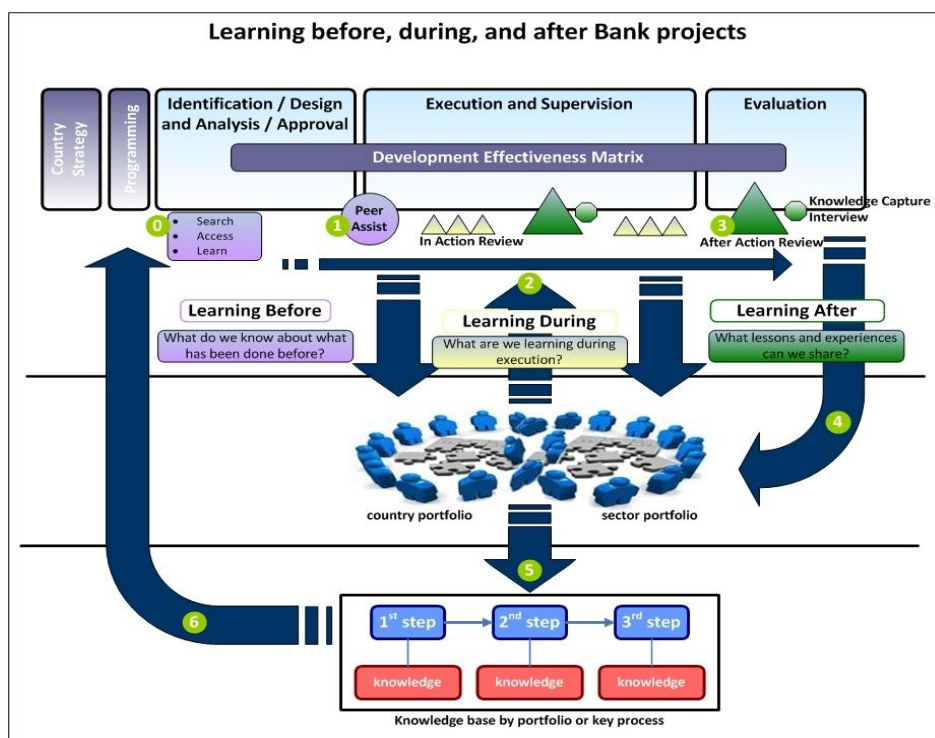 Learning before, during, and after Bank projects
Country
Strategy
Programming
Identification / Design
and Analysis / Approval
Execution and Supervision
Evaluation
Development Effectiveness Matrix
0
• Search
• Access
• Learn
1
Peer
Assist
In Action Review
3
After Action Review
Knowledge Capture
Interview
2
Learning Before
What do we know about what
has been done before?
Learning During
What are we learning during
execution?
Learning After
What lessons and experiences
can we share?
4
country portfolio
sector portfolio
5
6
1st step
2nd step
3rd step
knowledge
knowledge
knowledge
Knowledge base by portfolio or key process